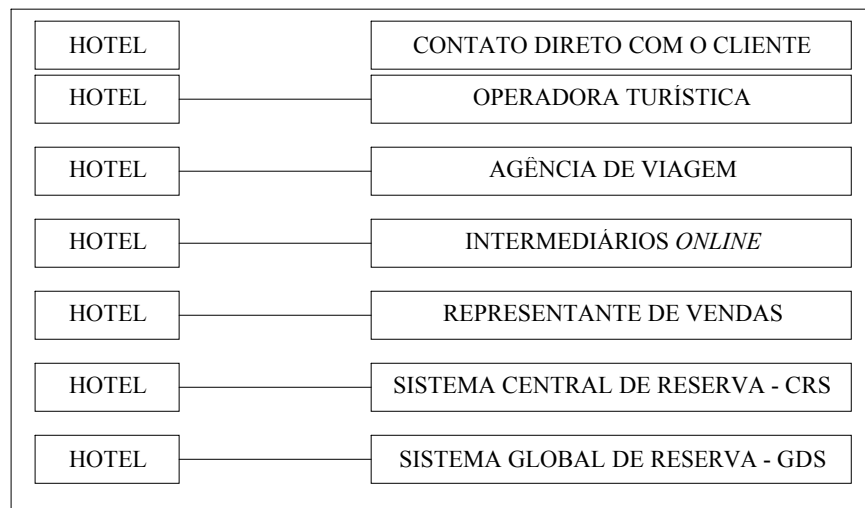 HOTEL CONTATO DIRETO COM O CLIENTE
HOTEL OPERADORA TURÍSTICA
HOTEL AGÊNCIA DE VIAGEM
HOTEL INTERMEDIÁRIOS ONLINE
HOTEL REPRESENTANTE DE VENDAS
HOTEL SISTEMA CENTRAL DE RESERVA - CRS
HOTEL SISTEMA GLOBAL DE RESERVA - GDS